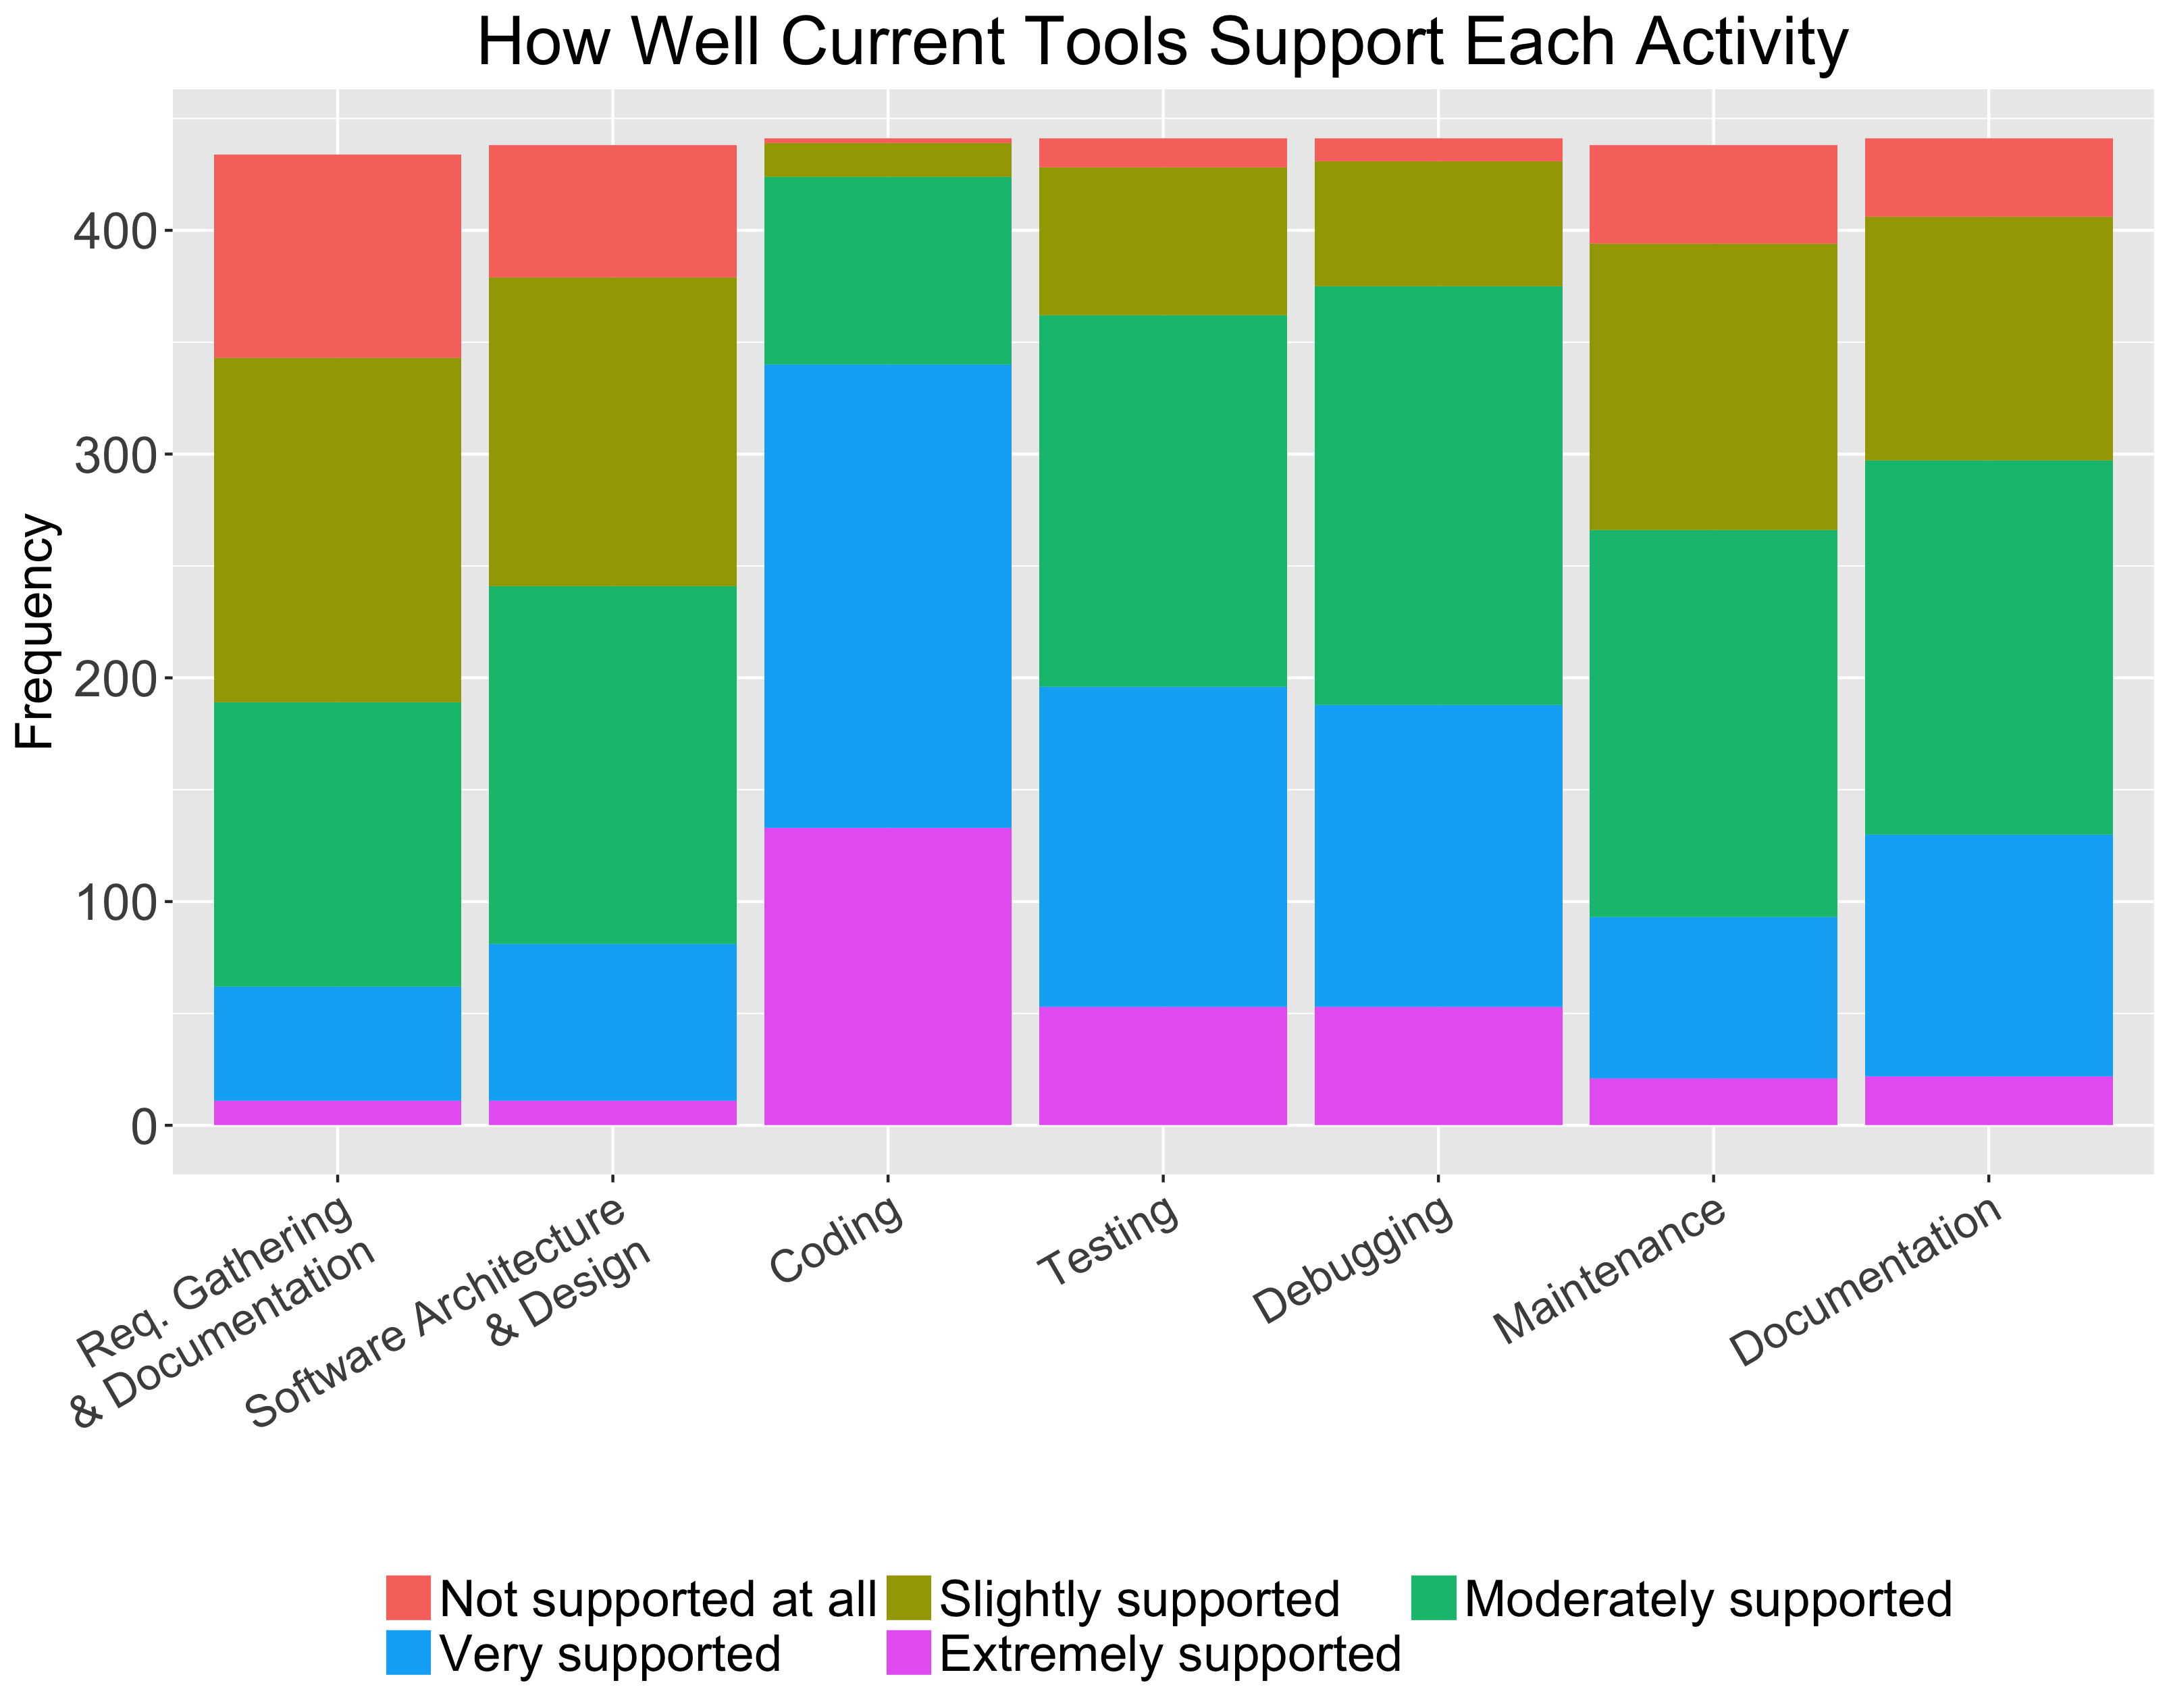 How Well Current Tools Support Each Activity
Frequency
400
300
200
100
0
Req. Gathering
& Documentation
Software Architecture
& Design
Coding
Testing
Debugging
Maintenance
Documentation
Not supported at all
Slightly supported
Moderately supported
Very supported
Extremely supported